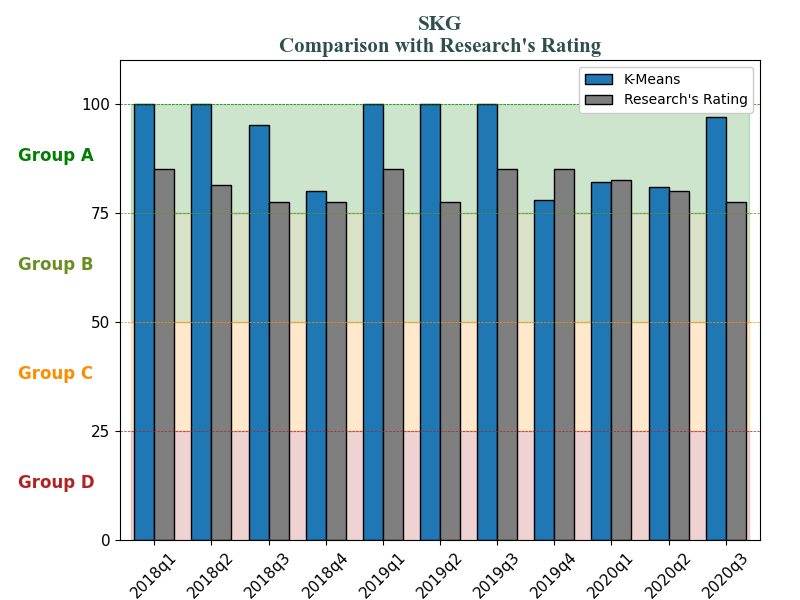 SKG
Comparison with Research's Rating
K-Means
Research's Rating
100
Group A
75
Group B
50
Group C
25
Group D
0
2018q1
2018q2
2018q3
2018q4
2019q1
2019q2
2019q3
2019q4
2020q1
2020q2
2020q3